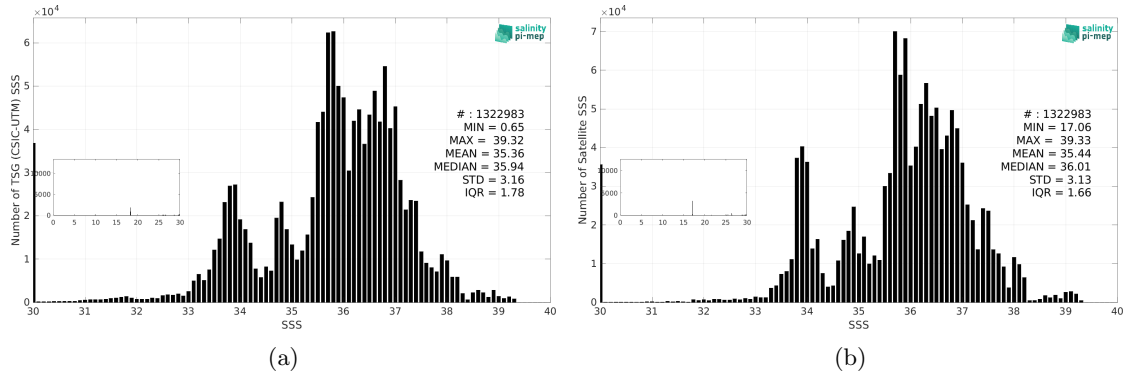 ×10⁴
salinity
pi-mep
6
5
4
3
2
1
0
Number of TSG (CSIC-UTM) SSS
# : 1322983
MIN = 0.65
MAX = 39.32
MEAN = 35.36
MEDIAN = 35.94
STD = 3.16
IQR = 1.78
10000
5000
0
0 5 10 15 20 25 30
30 31 32 33 34 35 36 37 38 39 40
SSS
(a)
×10⁴
salinity
pi-mep
7
6
5
4
3
2
1
0
Number of Satellite SSS
# : 1322983
MIN = 17.06
MAX = 39.33
MEAN = 35.44
MEDIAN = 36.01
STD = 3.13
IQR = 1.66
10000
5000
0
0 5 10 15 20 25 30
30 31 32 33 34 35 36 37 38 39 40
SSS
(b)